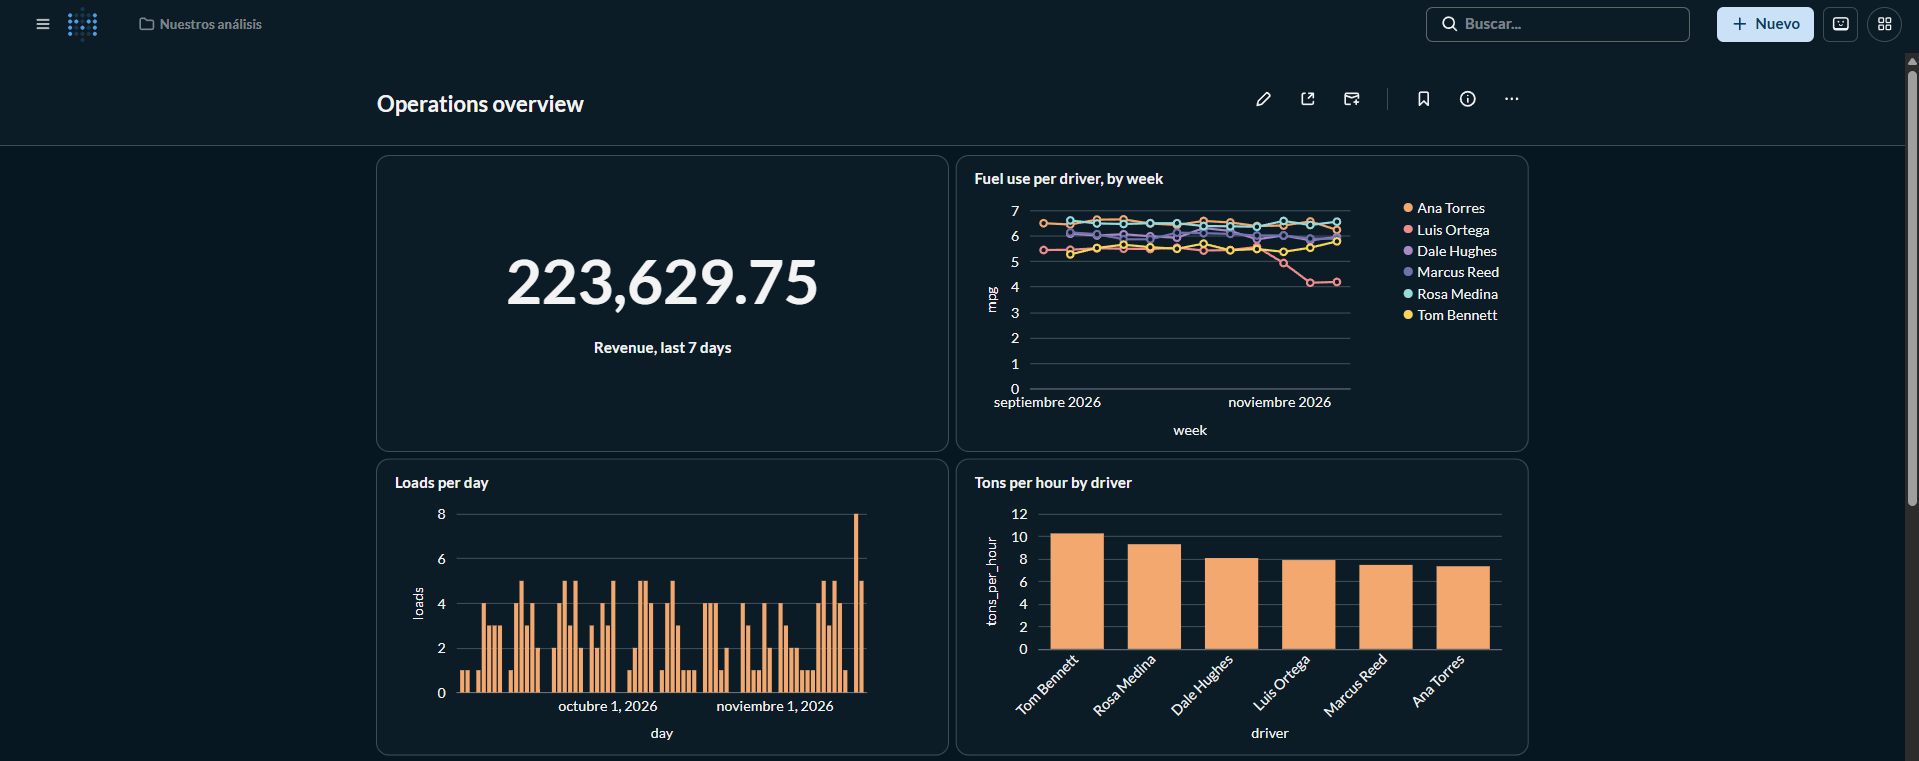 Nuestros análisis
Buscar...
+ Nuevo
Operations overview
223,629.75
Revenue, last 7 days
Fuel use per driver, by week
7
6
5
4
3
2
1
0
mpg
septiembre 2026
noviembre 2026
week
Ana Torres
Luis Ortega
Dale Hughes
Marcus Reed
Rosa Medina
Tom Bennett
Loads per day
8
6
4
2
0
loads
octubre 1, 2026
noviembre 1, 2026
day
Tons per hour by driver
12
10
8
6
4
2
0
tons_per_hour
Tom Bennett
Rosa Medina
Dale Hughes
Luis Ortega
Marcus Reed
Ana Torres
driver